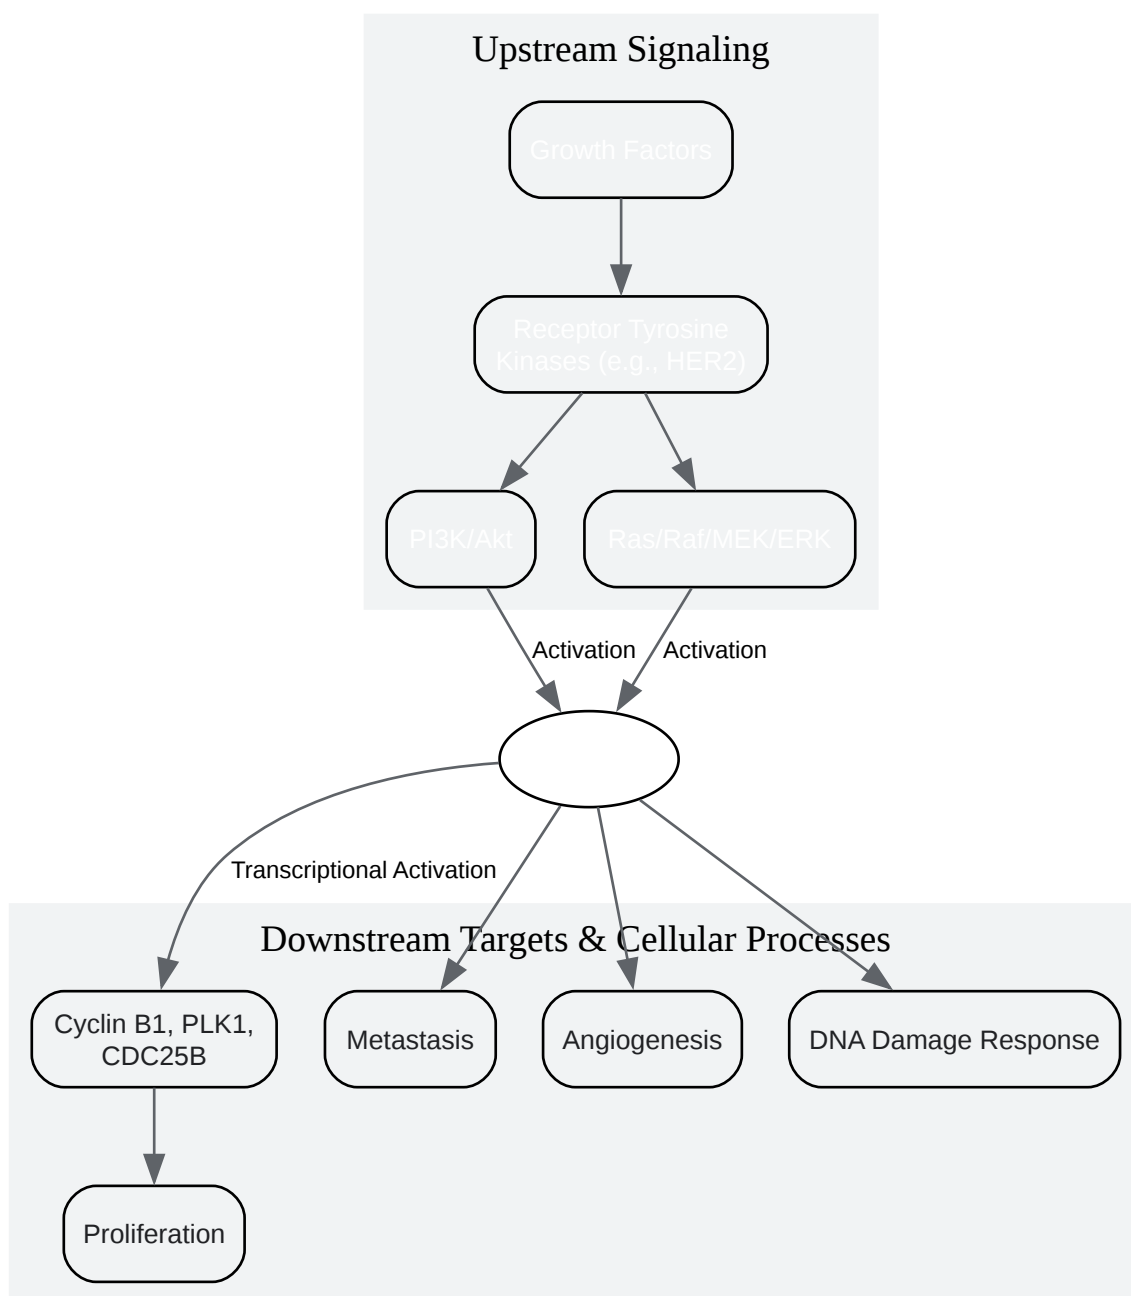 Upstream Signaling
Growth Factors
Receptor Tyrosine
Kinases (e.g., HER2)
PI3K/Akt
Ras/Raf/MEK/ERK
Activation
Activation
Transcriptional Activation
Downstream Targets & Cellular Processes
Cyclin B1, PLK1,
CDC25B
Metastasis
Angiogenesis
DNA Damage Response
Proliferation